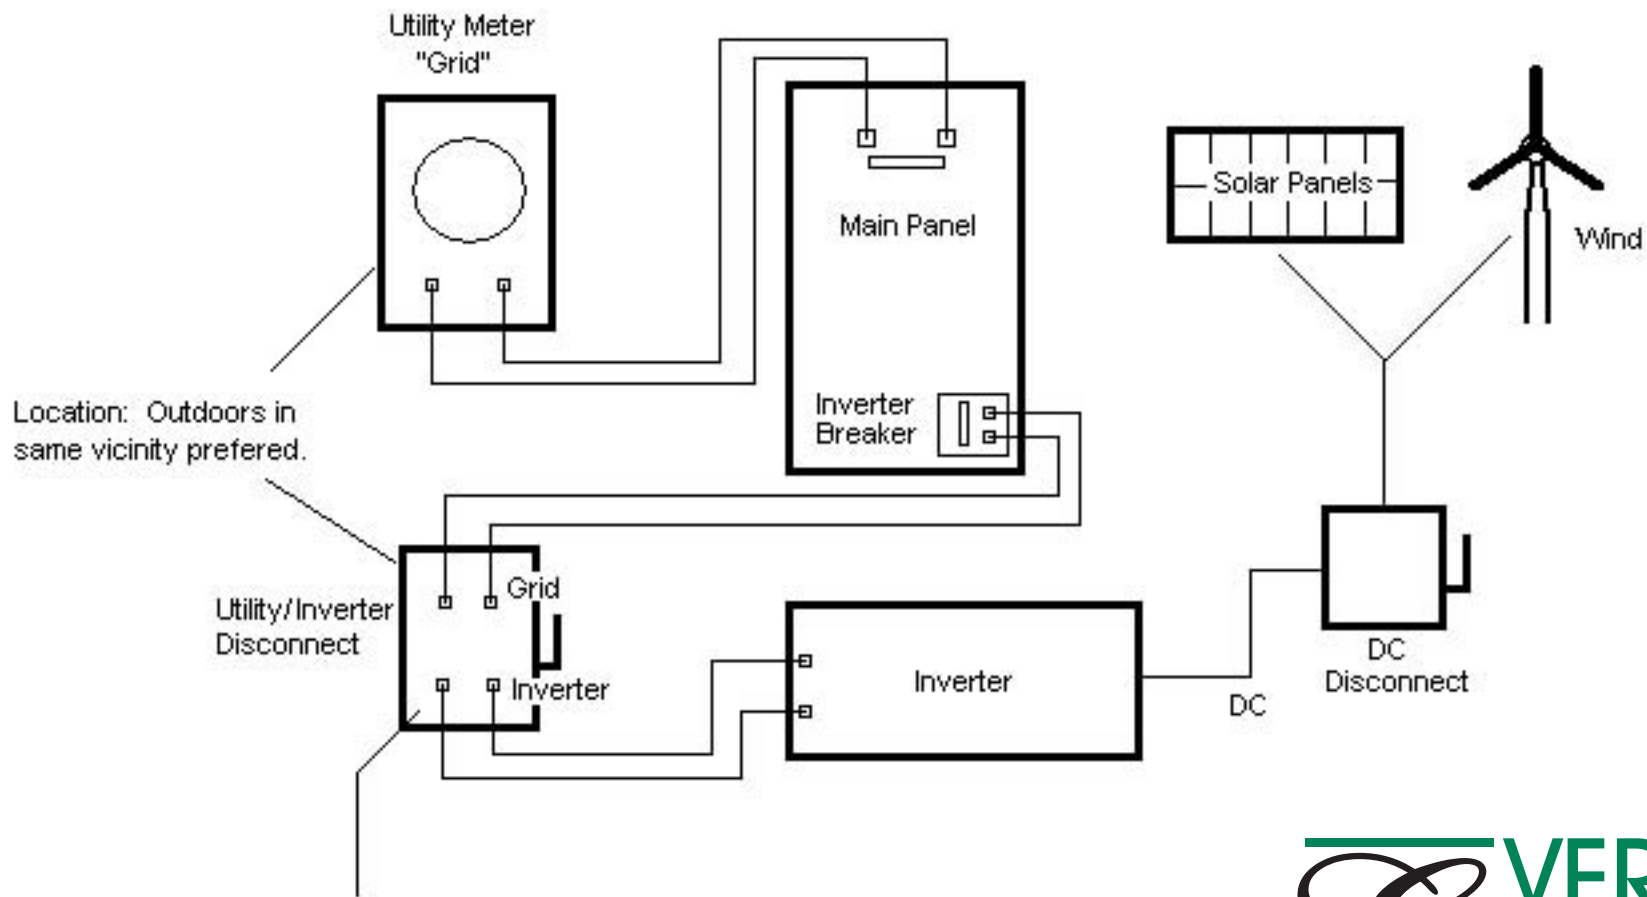 Utility Meter
"Grid"
Main Panel
Solar Panels
Wind
Inverter
Breaker
Location: Outdoors in
same vicinity prefered.
Grid
Utility/Inverter
Disconnect
Inverter
Inverter
DC
DC
Disconnect
VER